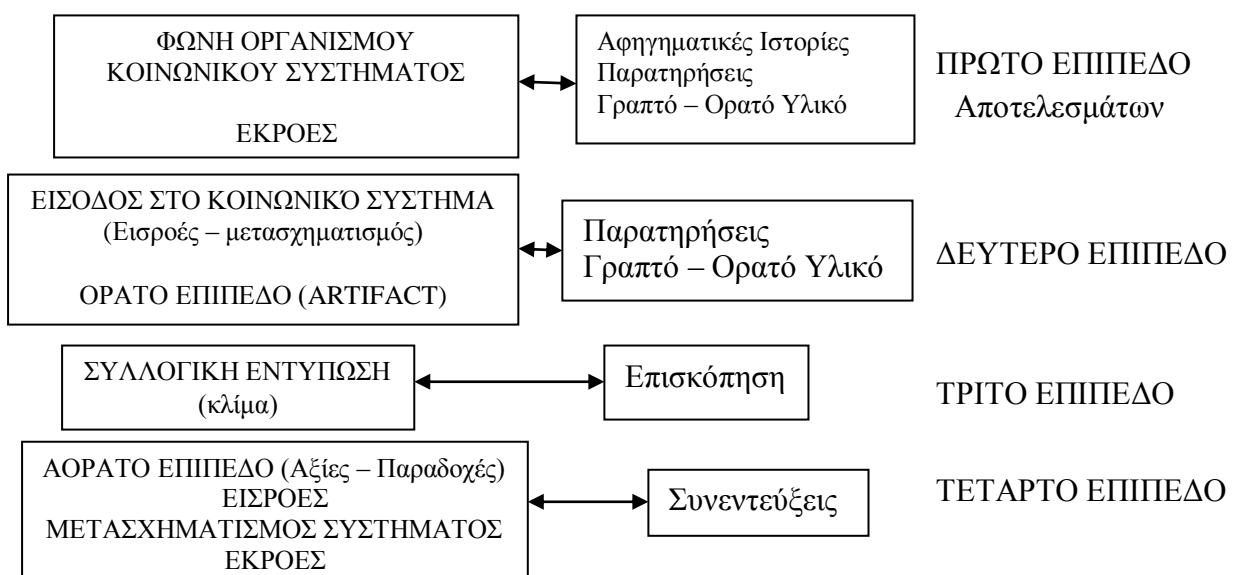 ΦΩΝΗ ΟΡΓΑΝΙΣΜΟΥ
ΚΟΙΝΩΝΙΚΟΥ ΣΥΣΤΗΜΑΤΟΣ
ΕΚΡΟΕΣ
Αφηγηματικές Ιστορίες
Παρατηρήσεις
Γραπτό – Ορατό Υλικό
ΠΡΩΤΟ ΕΠΙΠΕΔΟ
Αποτελεσμάτων
ΕΙΣΟΔΟΣ ΣΤΟ ΚΟΙΝΩΝΙΚΌ ΣΥΣΤΗΜΑ
(Εισροές – μετασχηματισμός)
ΟΡΑΤΟ ΕΠΙΠΕΔΟ (ARTIFACT)
Παρατηρήσεις
Γραπτό – Ορατό Υλικό
ΔΕΥΤΕΡΟ ΕΠΙΠΕΔΟ
ΣΥΛΛΟΓΙΚΗ ΕΝΤΥΠΩΣΗ
(κλίμα)
Επισκόπηση
ΤΡΙΤΟ ΕΠΙΠΕΔΟ
ΑΟΡΑΤΟ ΕΠΙΠΕΔΟ (Αξίες – Παραδοχές)
ΕΙΣΡΟΕΣ
ΜΕΤΑΣΧΗΜΑΤΙΣΜΟΣ ΣΥΣΤΗΜΑΤΟΣ
ΕΚΡΟΕΣ
Συνεντεύξεις
ΤΕΤΑΡΤΟ ΕΠΙΠΕΔΟ